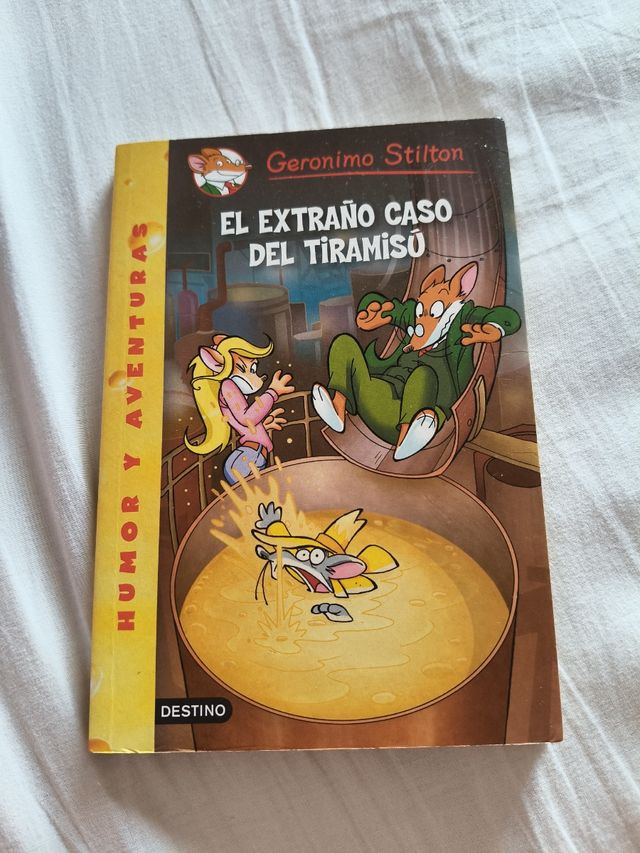 Geronimo Stilton
EL EXTRAÑO CASO
DEL TIRAMISÚ
HUMOR Y AVENTURAS
DESTINO